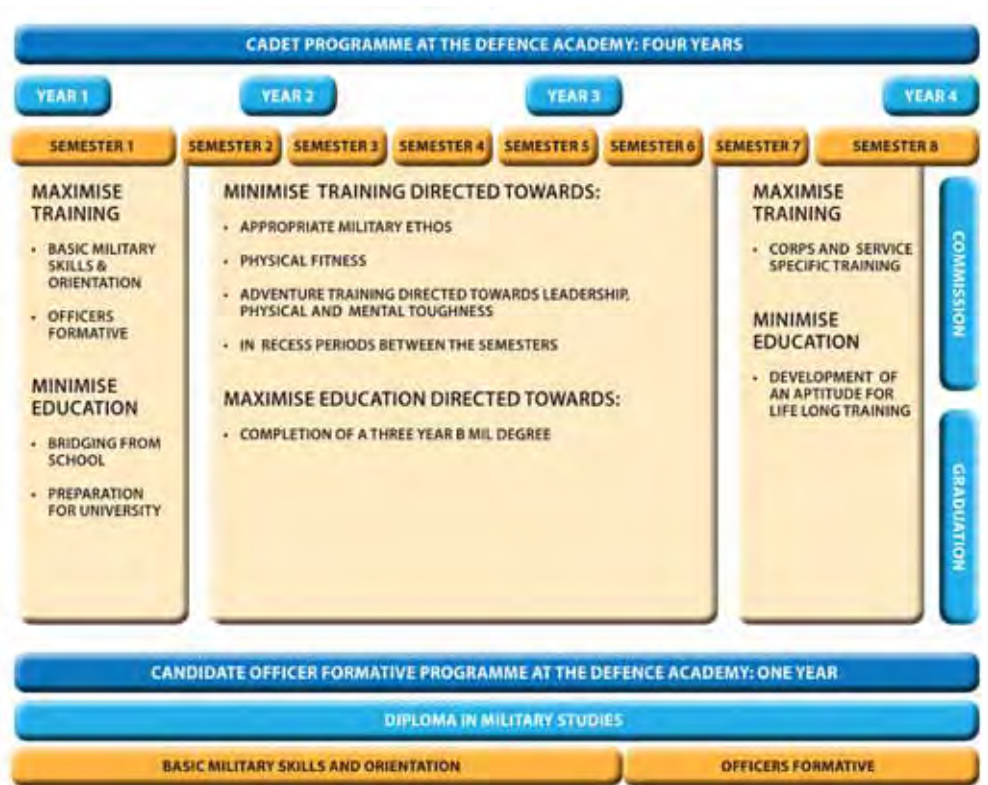 CADET PROGRAMME AT THE DEFENCE ACADEMY: FOUR YEARS
YEAR 1
YEAR 2
YEAR 3
YEAR 4
SEMESTER 1
SEMESTER 2
SEMESTER 3
SEMESTER 4
SEMESTER 5
SEMESTER 6
SEMESTER 7
SEMESTER 8
MAXIMISE
TRAINING
• BASIC MILITARY
SKILLS &
ORIENTATION
• OFFICERS
FORMATIVE
MINIMISE
EDUCATION
• BRIDGING FROM
SCHOOL
• PREPARATION
FOR UNIVERSITY
MINIMISE TRAINING DIRECTED TOWARDS:
• APPROPRIATE MILITARY ETHOS
• PHYSICAL FITNESS
• ADVENTURE TRAINING DIRECTED TOWARDS LEADERSHIP,
PHYSICAL AND MENTAL TOUGHNESS
• IN RECESS PERIODS BETWEEN THE SEMESTERS
MAXIMISE EDUCATION DIRECTED TOWARDS:
• COMPLETION OF A THREE YEAR B MIL DEGREE
MAXIMISE
TRAINING
• CORPS AND SERVICE
SPECIFIC TRAINING
MINIMISE
EDUCATION
• DEVELOPMENT OF
AN APTITUDE FOR
LIFE LONG TRAINING
COMMISSION
GRADUATION
CANDIDATE OFFICER FORMATIVE PROGRAMME AT THE DEFENCE ACADEMY: ONE YEAR
DIPLOMA IN MILITARY STUDIES
BASIC MILITARY SKILLS AND ORIENTATION
OFFICERS FORMATIVE